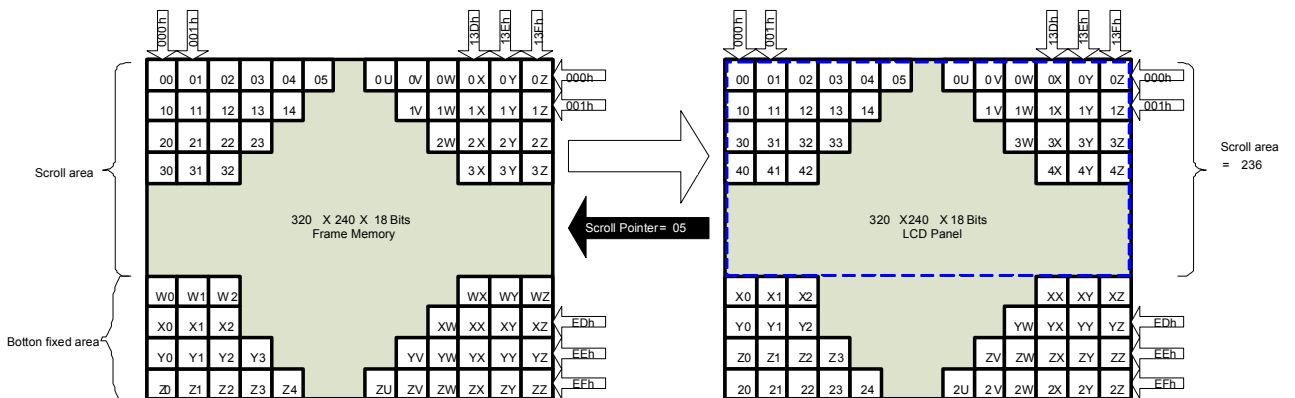 000h 001h 13Dh 13Eh 13Fh 000h 001h 13Dh 13Eh 13Fh
00 01 02 03 04 05 0U 0V 0W 0X 0Y 0Z 000h 00 01 02 03 04 05 0U 0V 0W 0X 0Y 0Z 000h
10 11 12 13 14 1V 1W 1X 1Y 1Z 001h 10 11 12 13 14 1V 1W 1X 1Y 1Z 001h
20 21 22 23 2W 2X 2Y 2Z 30 31 32 33 3W 3X 3Y 3Z
Scroll area 30 31 32 3X 3Y 3Z 40 41 42 4X 4Y 4Z Scroll area
= 236
320 X 240 X 18 Bits
Frame Memory
Scroll Pointer = 05
320 X240 X 18 Bits
LCD Panel
W0 W1 W2 WX WY WZ X0 X1 X2 XX XY XZ
X0 X1 X2 XW XX XY XZ EDh Y0 Y1 Y2 YW YX YY YZ EDh
Botton fixed area Y0 Y1 Y2 Y3 YV YW YX YY YZ EEh Z0 Z1 Z2 Z3 ZV ZW ZX ZY ZZ EEh
Z0 Z1 Z2 Z3 Z4 ZU ZV ZW ZX ZY ZZ EFh 20 21 22 23 24 2U 2V 2W 2X 2Y 2Z EFh